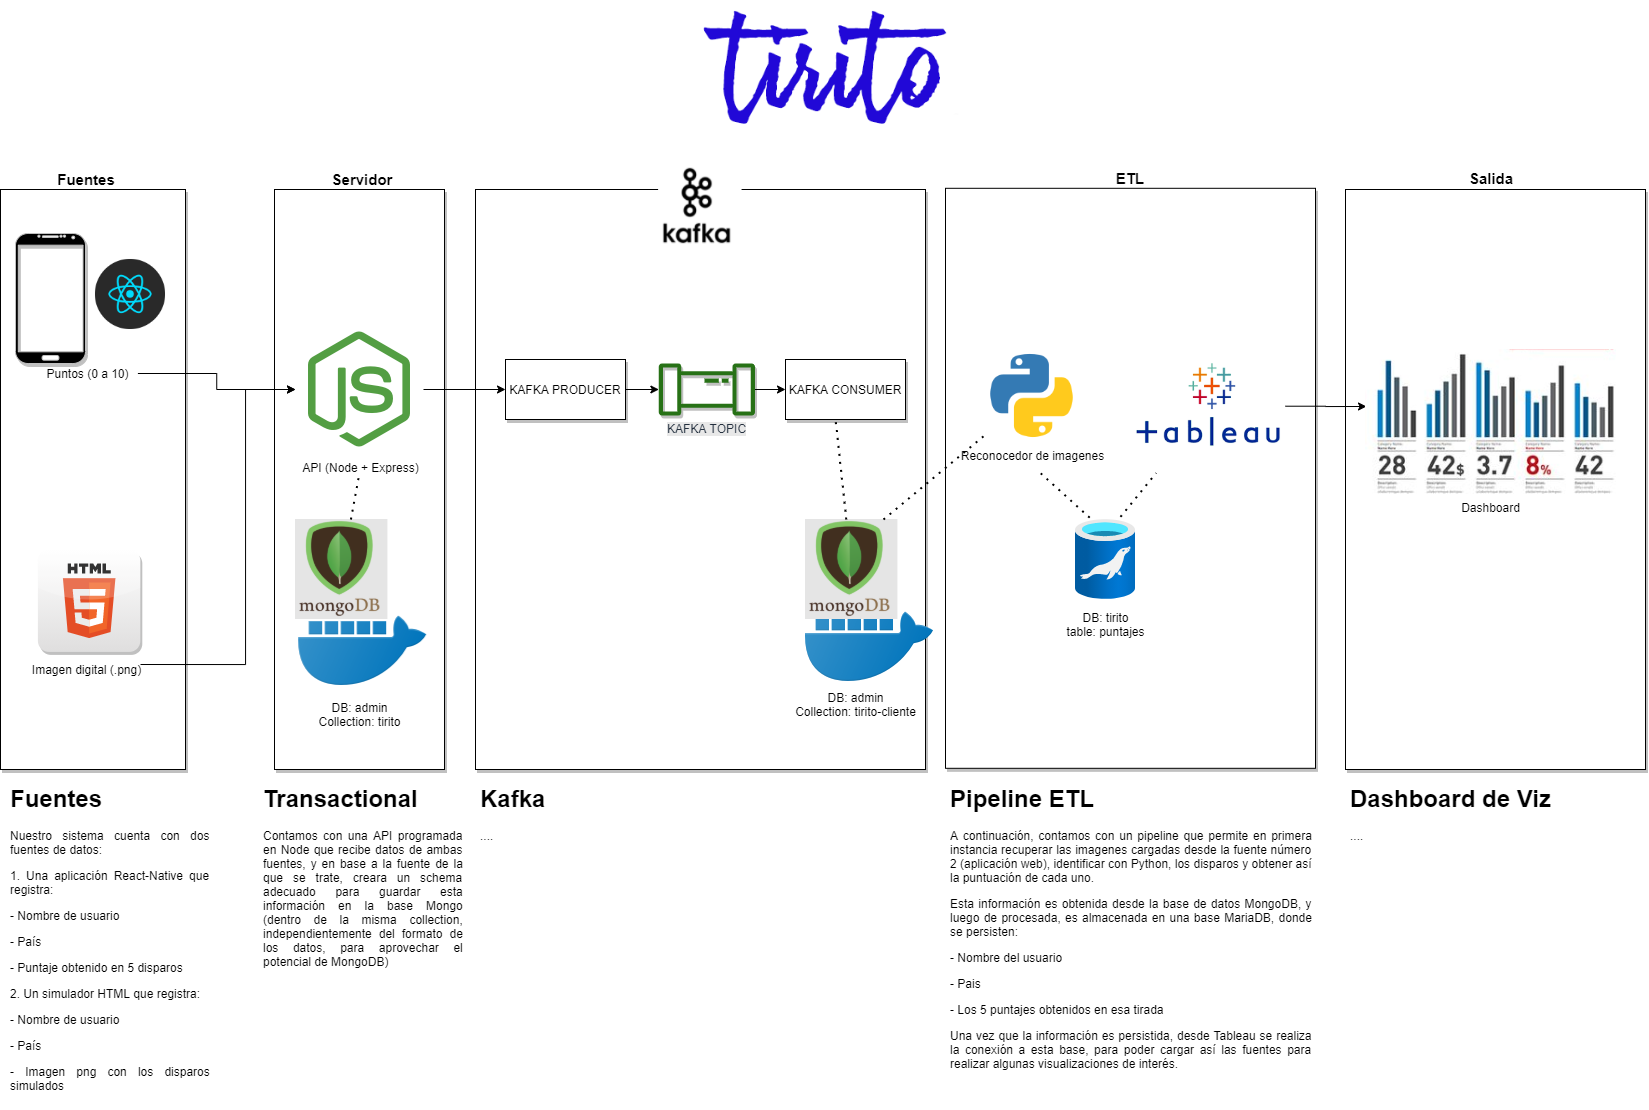 tirito
Fuentes
Servidor
kafka
ETL
Salida
Puntos (0 a 10)
JS
API (Node + Express)
KAFKA PRODUCER
KAFKA TOPIC
KAFKA CONSUMER
Reconocedor de imagenes
+ableau
28
42$
3.7
8%
42
Dashboard
HTML
5
Imagen digital (.png)
mongoDB
DB: admin
Collection: tirito
mongoDB
DB: admin
Collection: tirito-cliente
DB: tirito
table: puntajes
Fuentes
Nuestro sistema cuenta con dos
fuentes de datos:
1. Una aplicación React-Native que
registra:
- Nombre de usuario
- País
- Puntaje obtenido en 5 disparos
2. Un simulador HTML que registra:
- Nombre de usuario
- País
- Imagen png con los disparos
simulados
Transactional
Contamos con una API programada
en Node que recibe datos de ambas
fuentes, y en base a la fuente de la
que se trate, creara un schema
adecuado para guardar esta
información en la base Mongo
(dentro de la misma collection,
independientemente del formato de
los datos, para aprovechar el
potencial de MongoDB)
Kafka
....
Pipeline ETL
A continuación, contamos con un pipeline que permite en primera
instancia recuperar las imagenes cargadas desde la fuente número
2 (aplicación web), identificar con Python, los disparos y obtener así
la puntuación de cada uno.
Esta información es obtenida desde la base de datos MongoDB, y
luego de procesada, es almacenada en una base MariaDB, donde
se persisten:
- Nombre del usuario
- Pais
- Los 5 puntajes obtenidos en esa tirada
Una vez que la información es persistida, desde Tableau se realiza
la conexión a esta base, para poder cargar así las fuentes para
realizar algunas visualizaciones de interés.
Dashboard de Viz
....